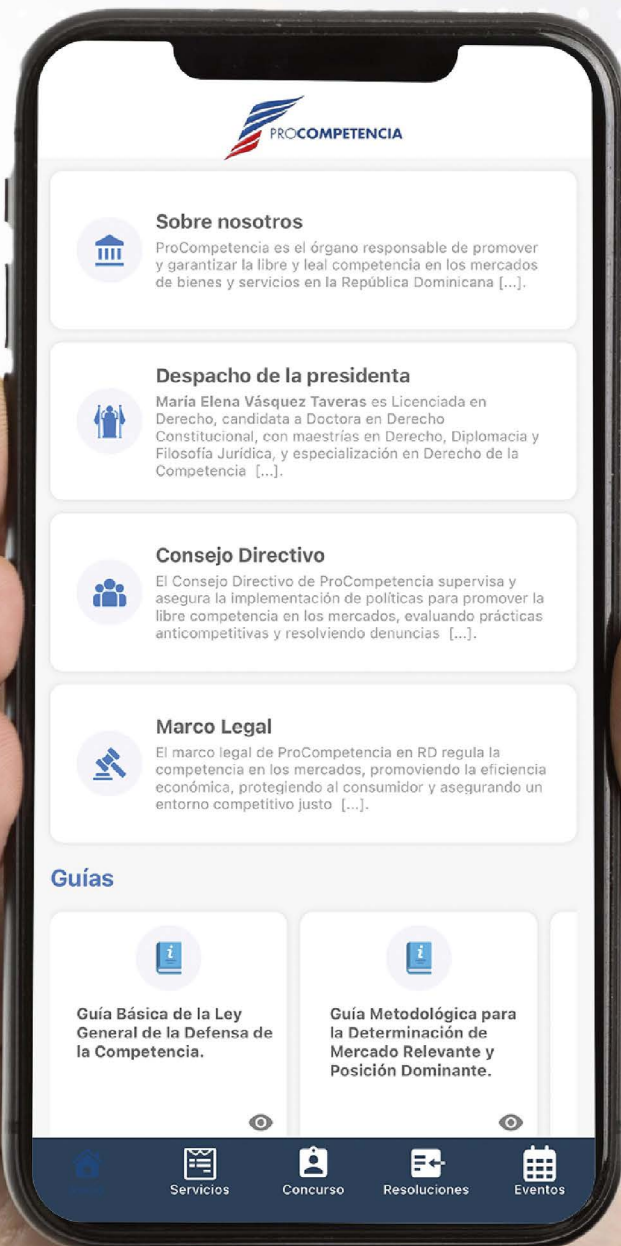 PROCOMPETENCIA
Sobre nosotros
ProCompetencia es el órgano responsable de promover
y garantizar la libre y leal competencia en los mercados
de bienes y servicios en la República Dominicana [...].
Despacho de la presidenta
María Elena Vásquez Taveras es Licenciada en
Derecho, candidata a Doctora en Derecho
Constitucional, con maestrías en Derecho, Diplomacia y
Filosofía Jurídica, y especialización en Derecho de la
Competencia [...].
Consejo Directivo
El Consejo Directivo de ProCompetencia supervisa y
asegura la implementación de políticas para promover la
libre competencia en los mercados, evaluando prácticas
anticompetitivas y resolviendo denuncias [...].
Marco Legal
El marco legal de ProCompetencia en RD regula la
competencia en los mercados, promoviendo la eficiencia
económica, protegiendo al consumidor y asegurando un
entorno competitivo justo [...].
Guías
Guía Básica de la Ley
General de la Defensa de
la Competencia.
Guía Metodológica para
la Determinación de
Mercado Relevante y
Posición Dominante.
Servicios
Concurso
Resoluciones
Eventos